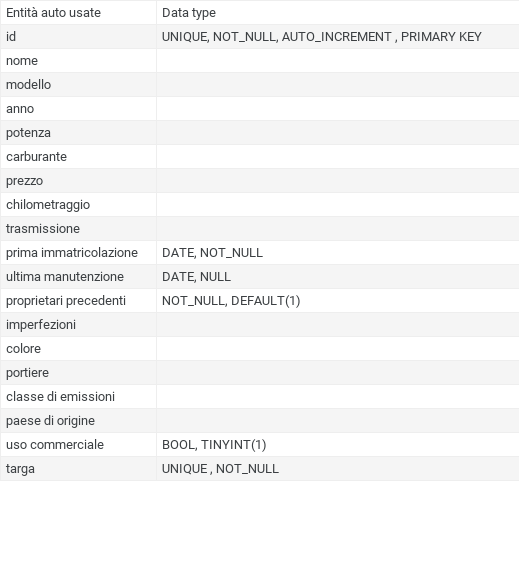 Entità auto usate Data type
id UNIQUE, NOT_NULL, AUTO_INCREMENT , PRIMARY KEY
nome
modello
anno
potenza
carburante
prezzo
chilometraggio
trasmissione
prima immatricolazione DATE, NOT_NULL
ultima manutenzione DATE, NULL
proprietari precedenti NOT_NULL, DEFAULT(1)
imperfezioni
colore
portiere
classe di emissioni
paese di origine
uso commerciale BOOL, TINYINT(1)
targa UNIQUE , NOT_NULL